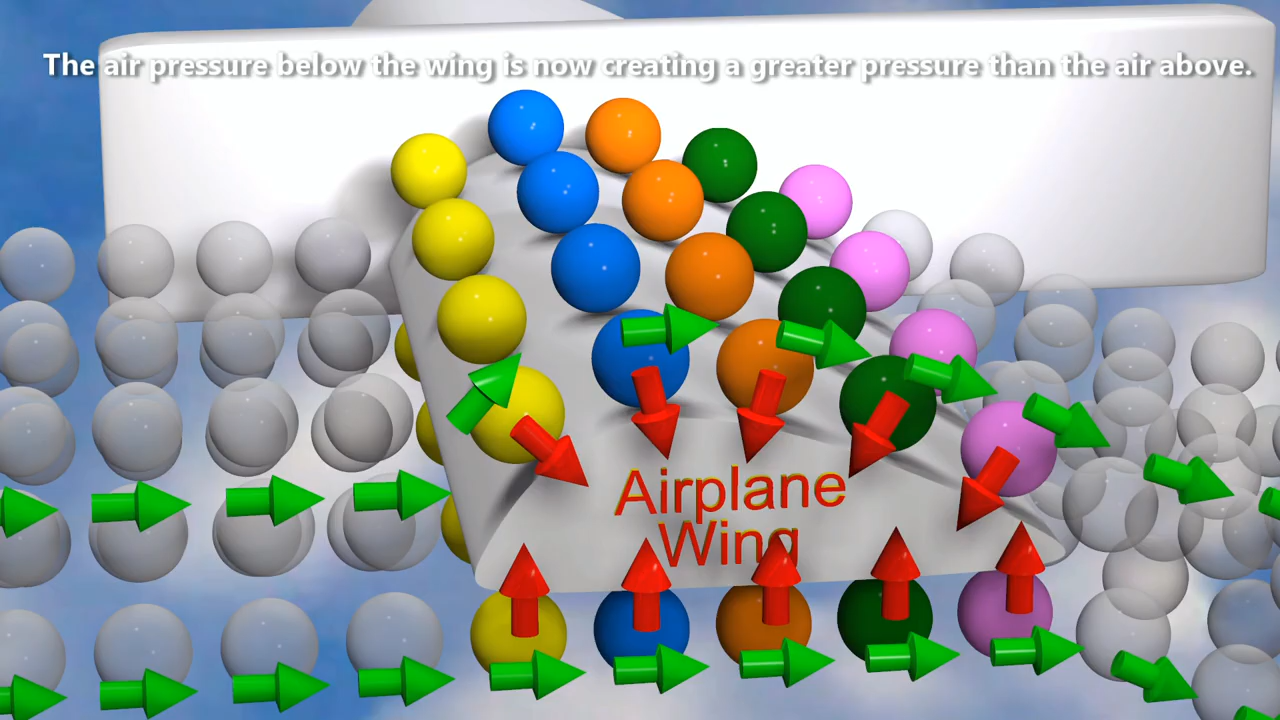 The air pressure below the wing is now creating a greater pressure than the air above.
Airplane
Wing